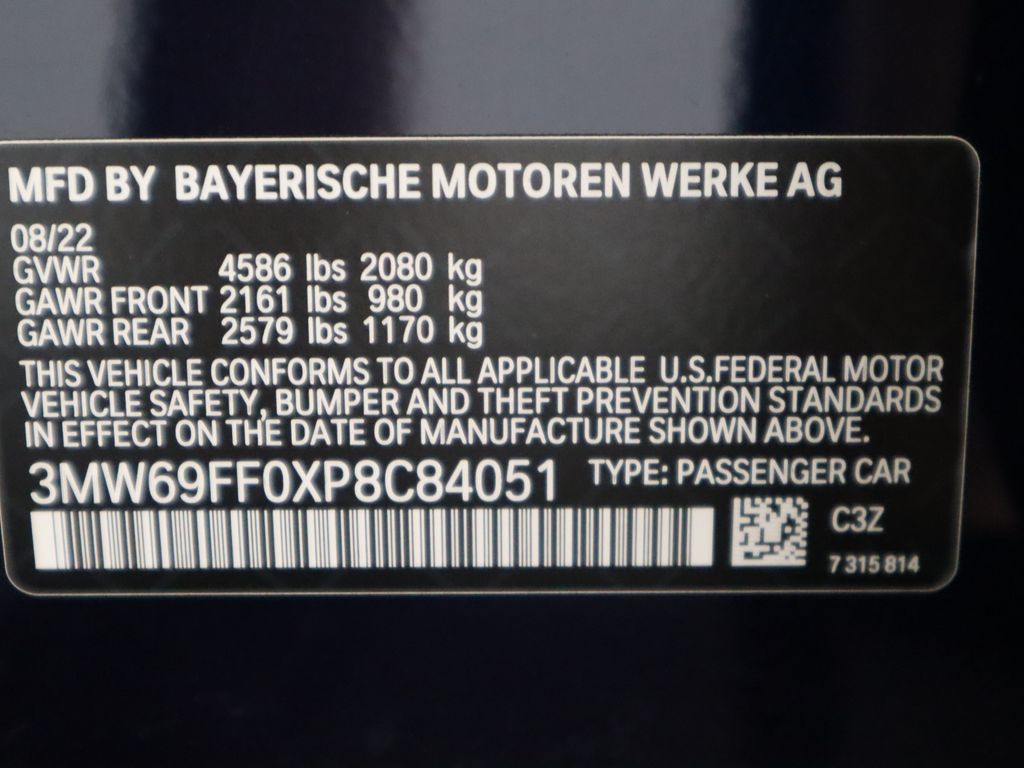 MFD BY BAYERISCHE MOTOREN WERKE AG
08/22
GVWR 4586 lbs 2080 kg
GAWR FRONT 2161 lbs 980 kg
GAWR REAR 2579 lbs 1170 kg
THIS VEHICLE CONFORMS TO ALL APPLICABLE U.S.FEDERAL MOTOR
VEHICLE SAFETY, BUMPER AND THEFT PREVENTION STANDARDS
IN EFFECT ON THE DATE OF MANUFACTURE SHOWN ABOVE.
3MW69FF0XP8C84051 TYPE: PASSENGER CAR
C3Z
7 315 814